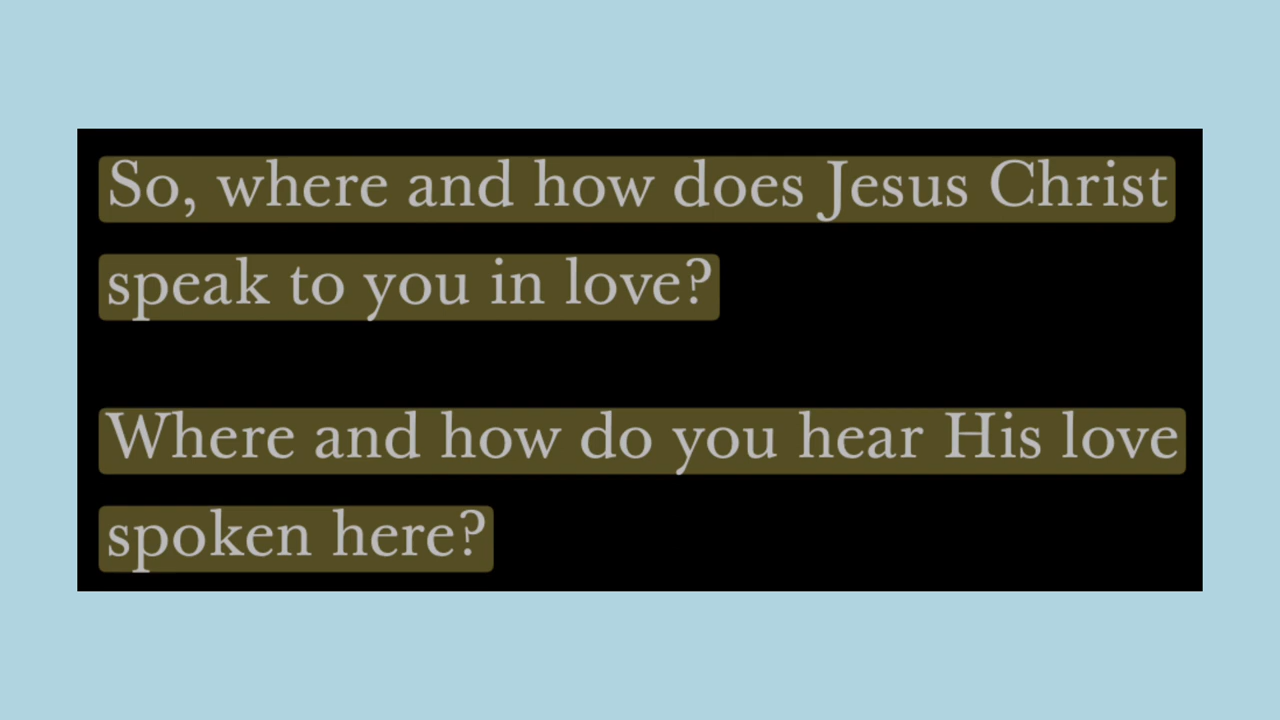 So, where and how does Jesus Christ
speak to you in love?
Where and how do you hear His love
spoken here?